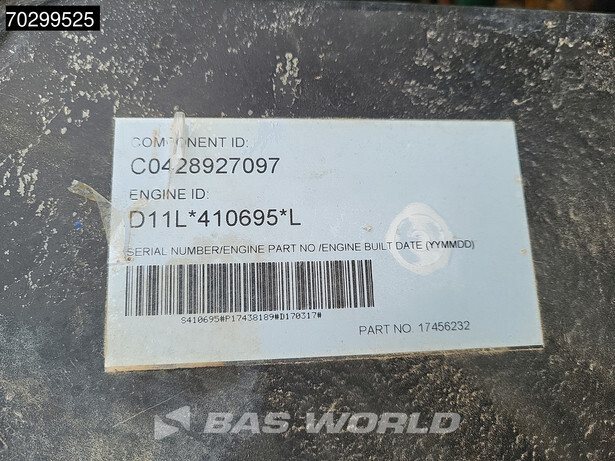 70299525
COMPONENT ID:
C0428927097
ENGINE ID:
D11L*410695*L
SERIAL NUMBER/ENGINE PART NO /ENGINE BUILT DATE (YYMMDD)
S410695#P17438189#D170317#
PART NO 17456232
BAS WORLD